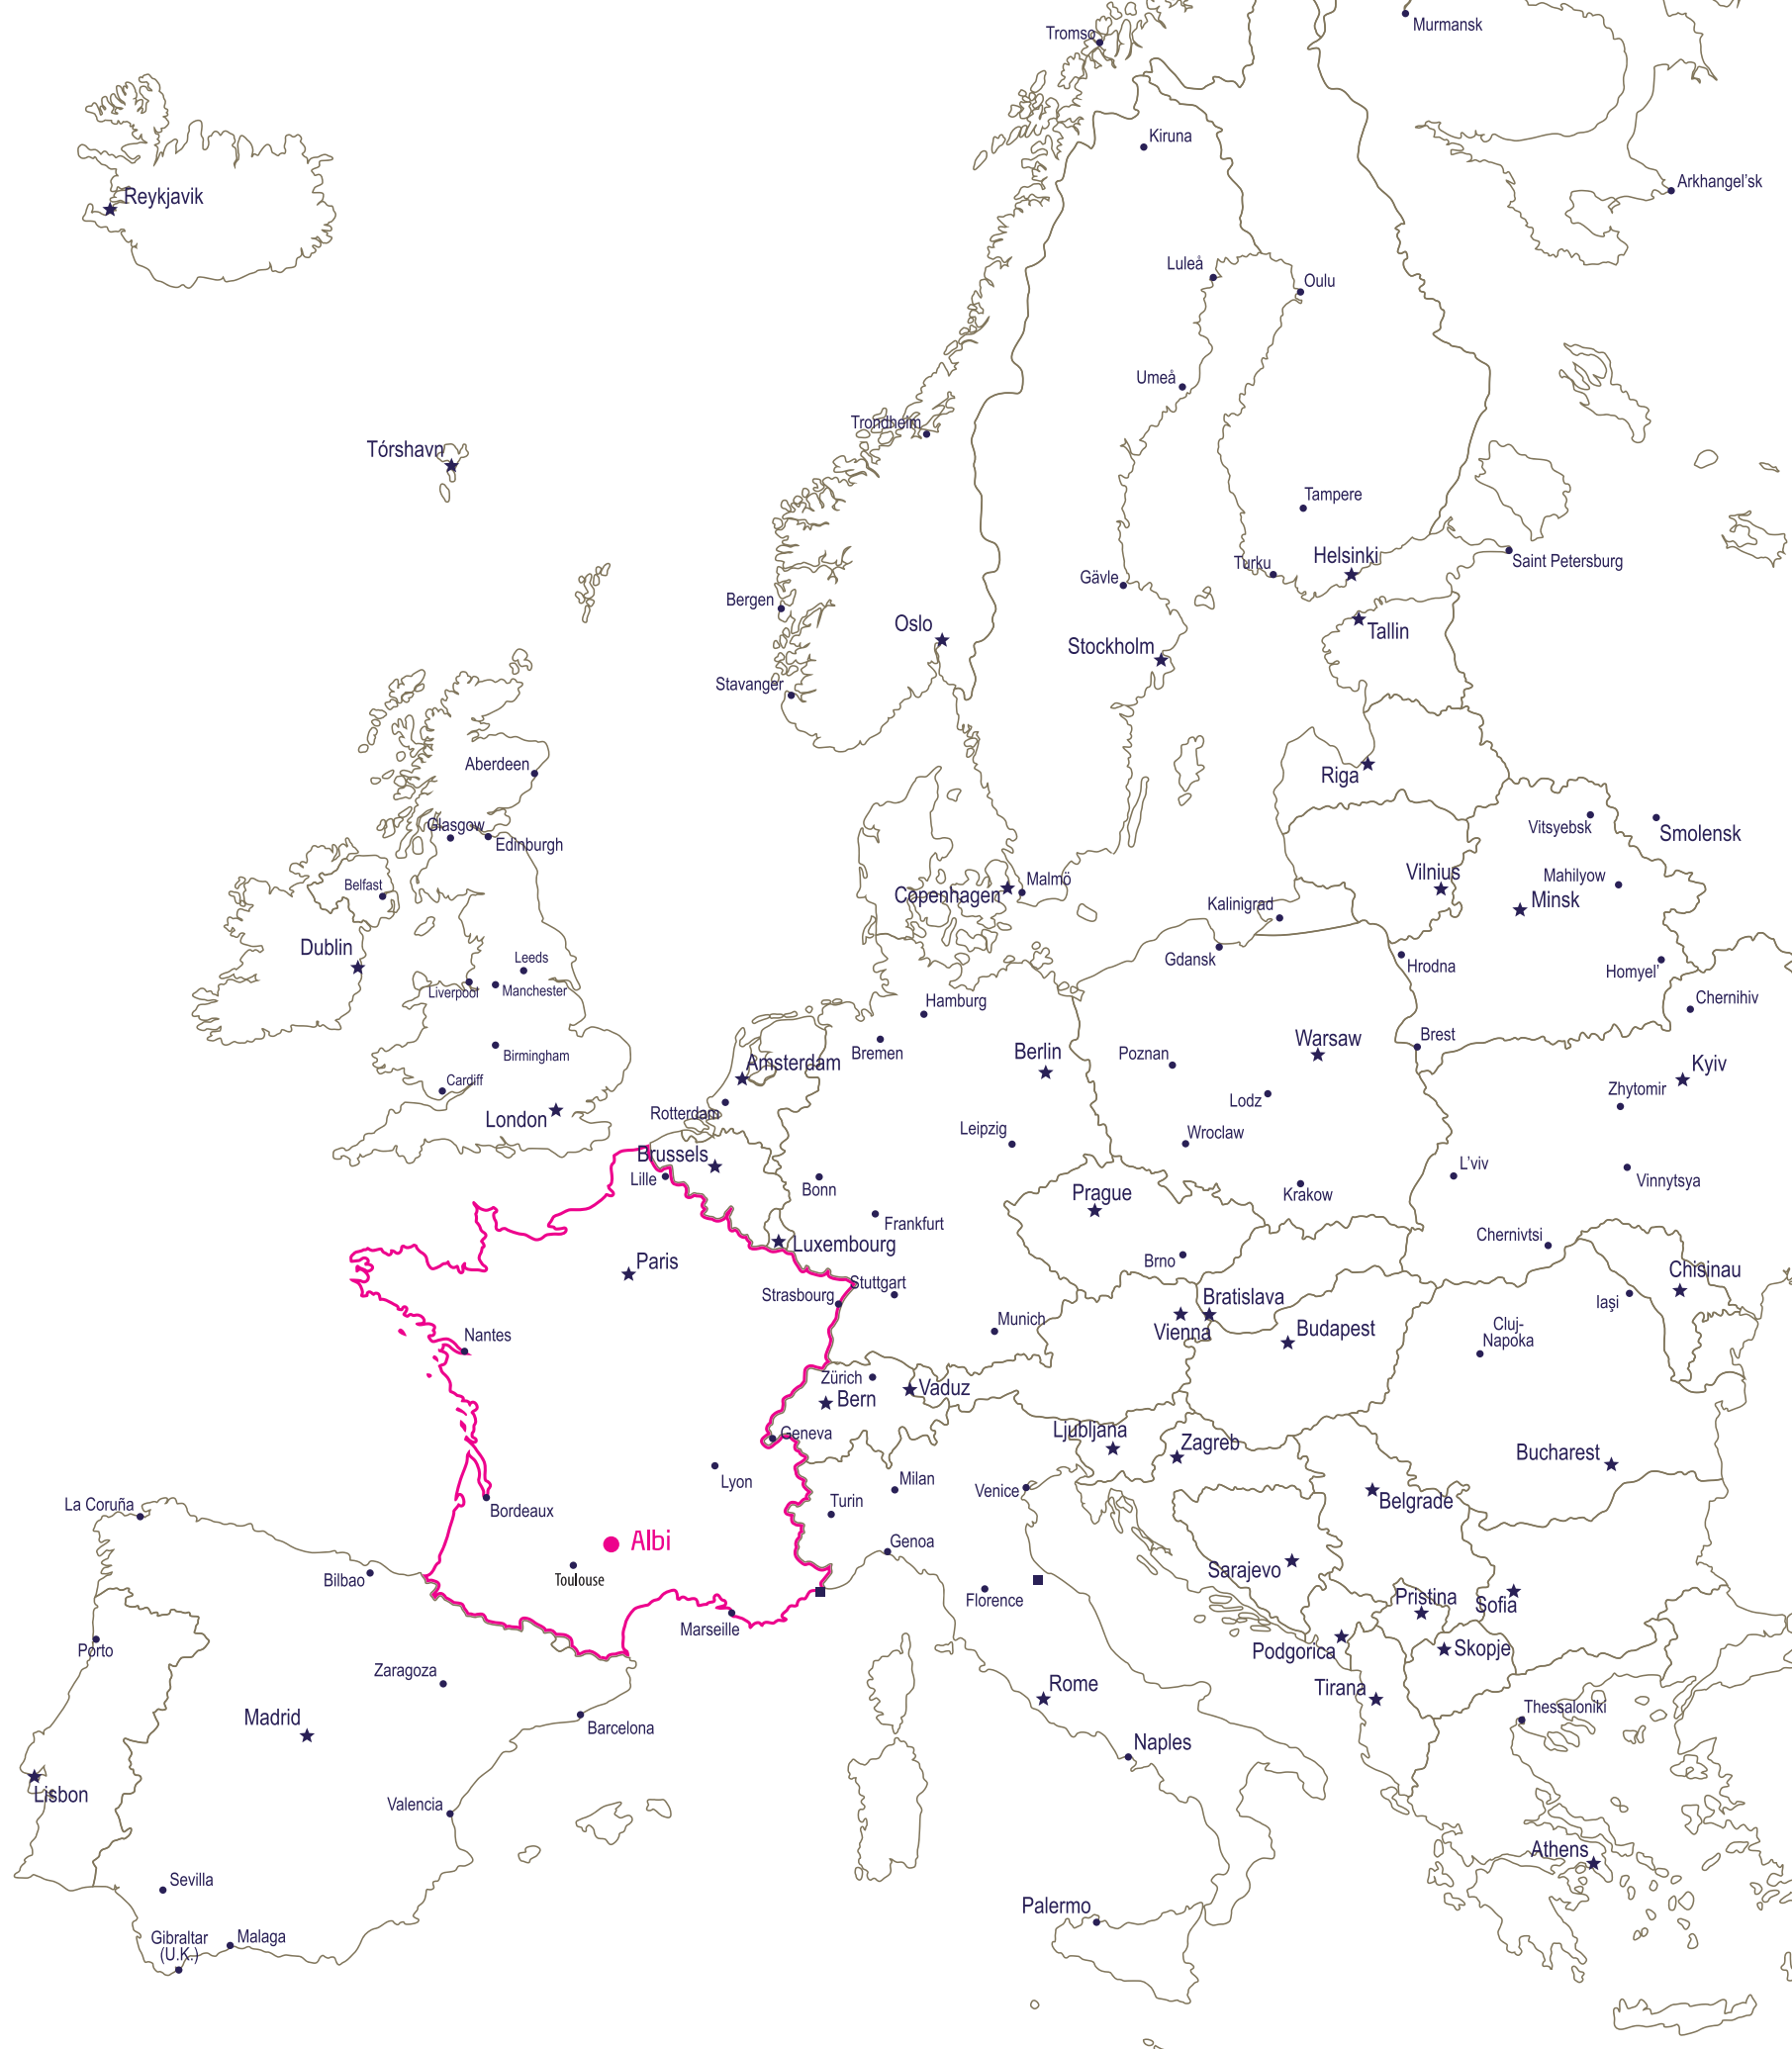 Tromsø
Murmansk
Kiruna
Arkhangel'sk
Reykjavik
Luleå
Oulu
Umeå
Trondheim
Tórshavn
Tampere
Helsinki
Turku
Saint Petersburg
Gävle
Bergen
Oslo
Tallin
Stockholm
Stavanger
Aberdeen
Riga
Glasgow
Edinburgh
Vitsyebsk
Smolensk
Vilnius
Mahilyow
Malmö
Belfast
Copenhagen
Minsk
Kalinigrad
Dublin
Leeds
Gdansk
Hrodna
Homyel'
Liverpool
Manchester
Hamburg
Chernihiv
Brest
Warsaw
Berlin
Bremen
Poznan
Birmingham
Amsterdam
Kyiv
Cardiff
Zhytomir
Lodz
Rotterdam
London
Leipzig
Wroclaw
Brussels
L'viv
Lille
Bonn
Prague
Krakow
Vinnytsya
Frankfurt
Chernivtsi
Luxembourg
Paris
Brno
Chisinau
Stuttgart
Strasbourg
Bratislava
Iaşi
Munich
Vienna
Budapest
Cluj-
Napoka
Nantes
Zürich
Vaduz
Bern
Ljubljana
Geneva
Zagreb
Bucharest
Lyon
Milan
Venice
Turin
Belgrade
La Coruña
Bordeaux
Albi
Genoa
Sarajevo
Toulouse
Bilbao
Florence
Pristina
Sofia
Marseille
Porto
Podgorica
Skopje
Zaragoza
Rome
Tirana
Thessaloniki
Madrid
Barcelona
Naples
Lisbon
Valencia
Athens
Sevilla
Palermo
Gibraltar
(U.K.)
Malaga